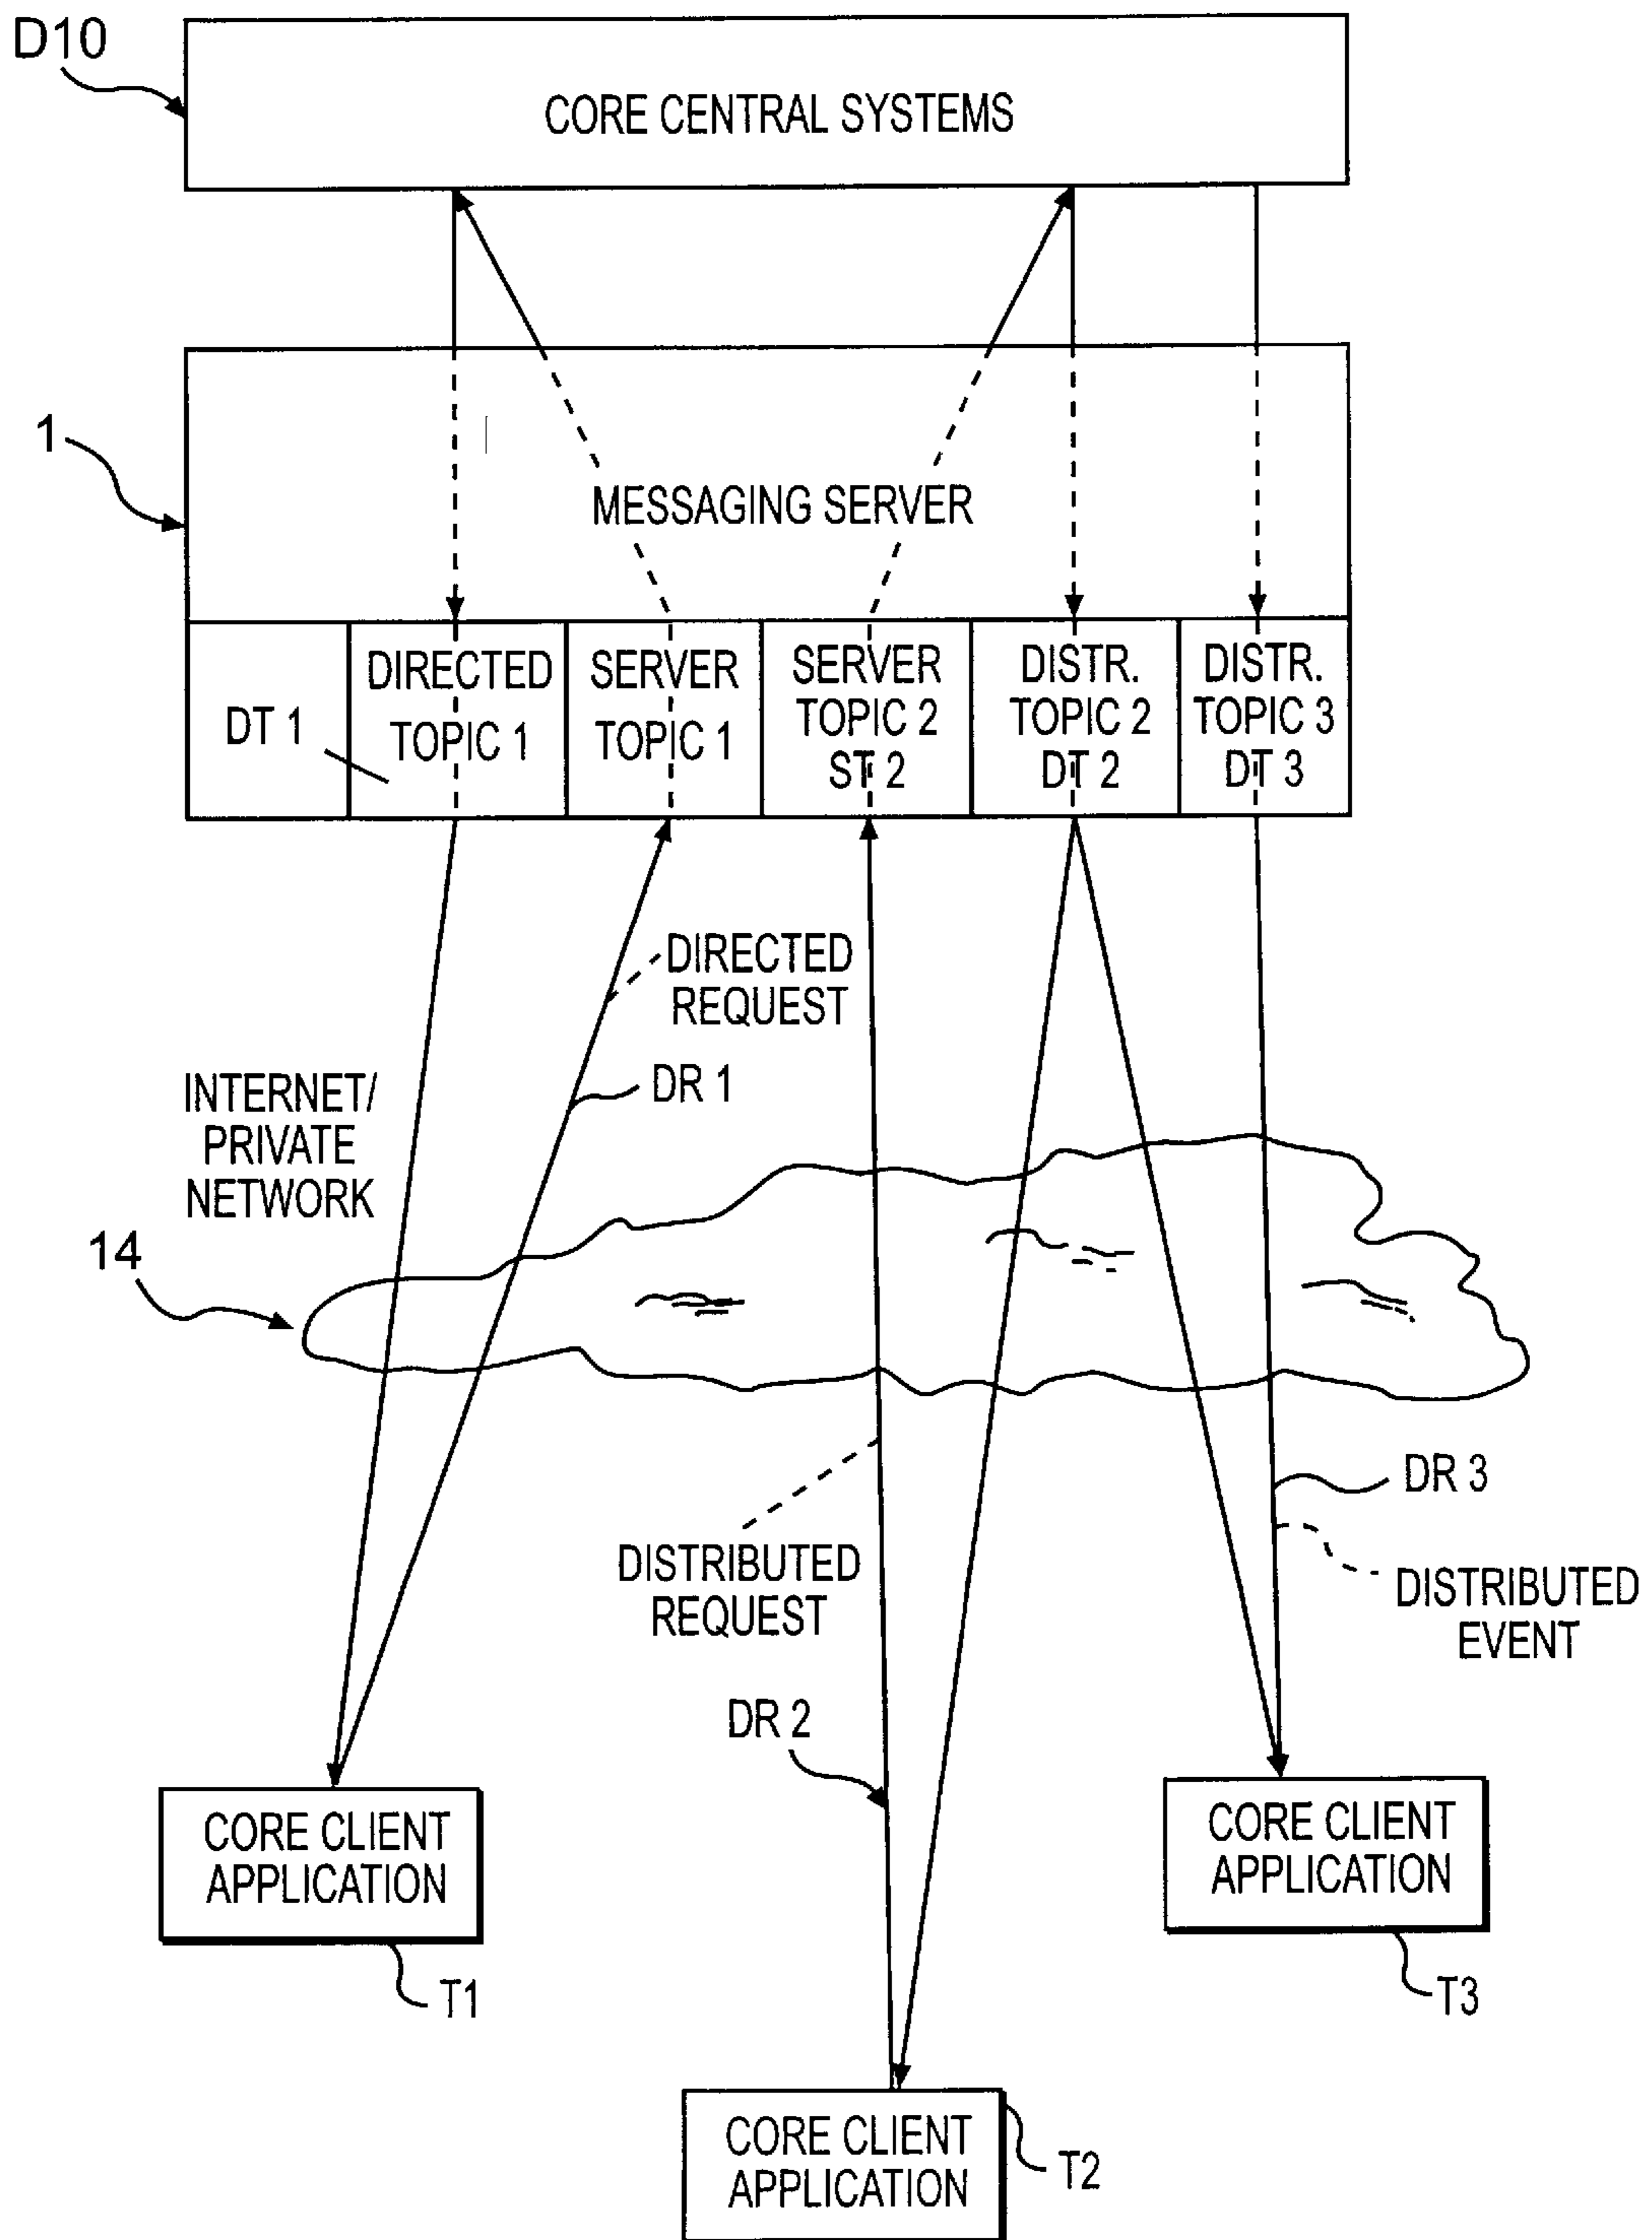 D10
CORE CENTRAL SYSTEMS
1
MESSAGING SERVER
DT 1
DIRECTED
TOPIC 1
SERVER
TOPIC 1
SERVER
TOPIC 2
ST 2
DISTR.
TOPIC 2
DT 2
DISTR.
TOPIC 3
DT 3
DIRECTED
REQUEST
DR 1
INTERNET/
PRIVATE
NETWORK
14
DR 3
DISTRIBUTED
REQUEST
DISTRIBUTED
EVENT
DR 2
CORE CLIENT
APPLICATION
T1
CORE CLIENT
APPLICATION
T3
CORE CLIENT
APPLICATION
T2